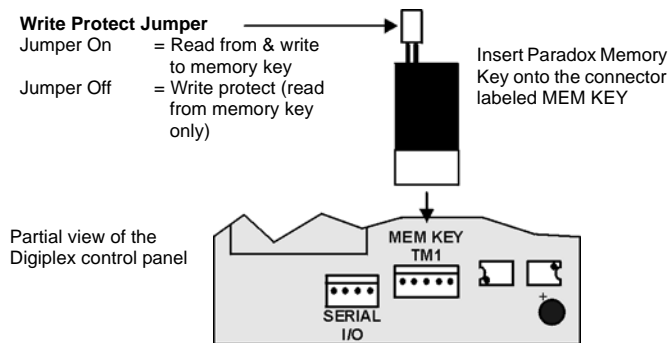 Write Protect Jumper
Jumper On = Read from & write
to memory key
Jumper Off = Write protect (read
from memory key
only)
Insert Paradox Memory
Key onto the connector
labeled MEM KEY
Partial view of the
Digiplex control panel
MEM KEY
TM1
SERIAL
I/O
+